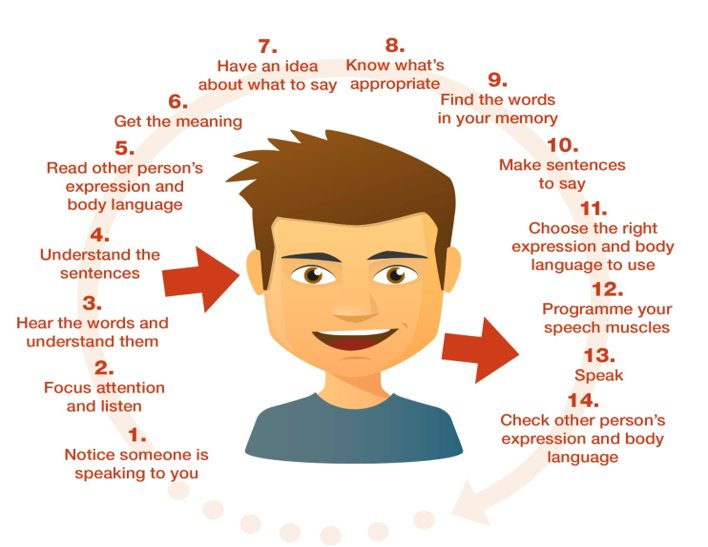 1.
Notice someone is
speaking to you
2.
Focus attention
and listen
3.
Hear the words and
understand them
4.
Understand the
sentences
5.
Read other person's
expression and
body language
6.
Get the meaning
7.
Have an idea
about what to say
8.
Know what's
appropriate
9.
Find the words
in your memory
10.
Make sentences
to say
11.
Choose the right
expression and body
language to use
12.
Programme your
speech muscles
13.
Speak
14.
Check other person's
expression and body
language